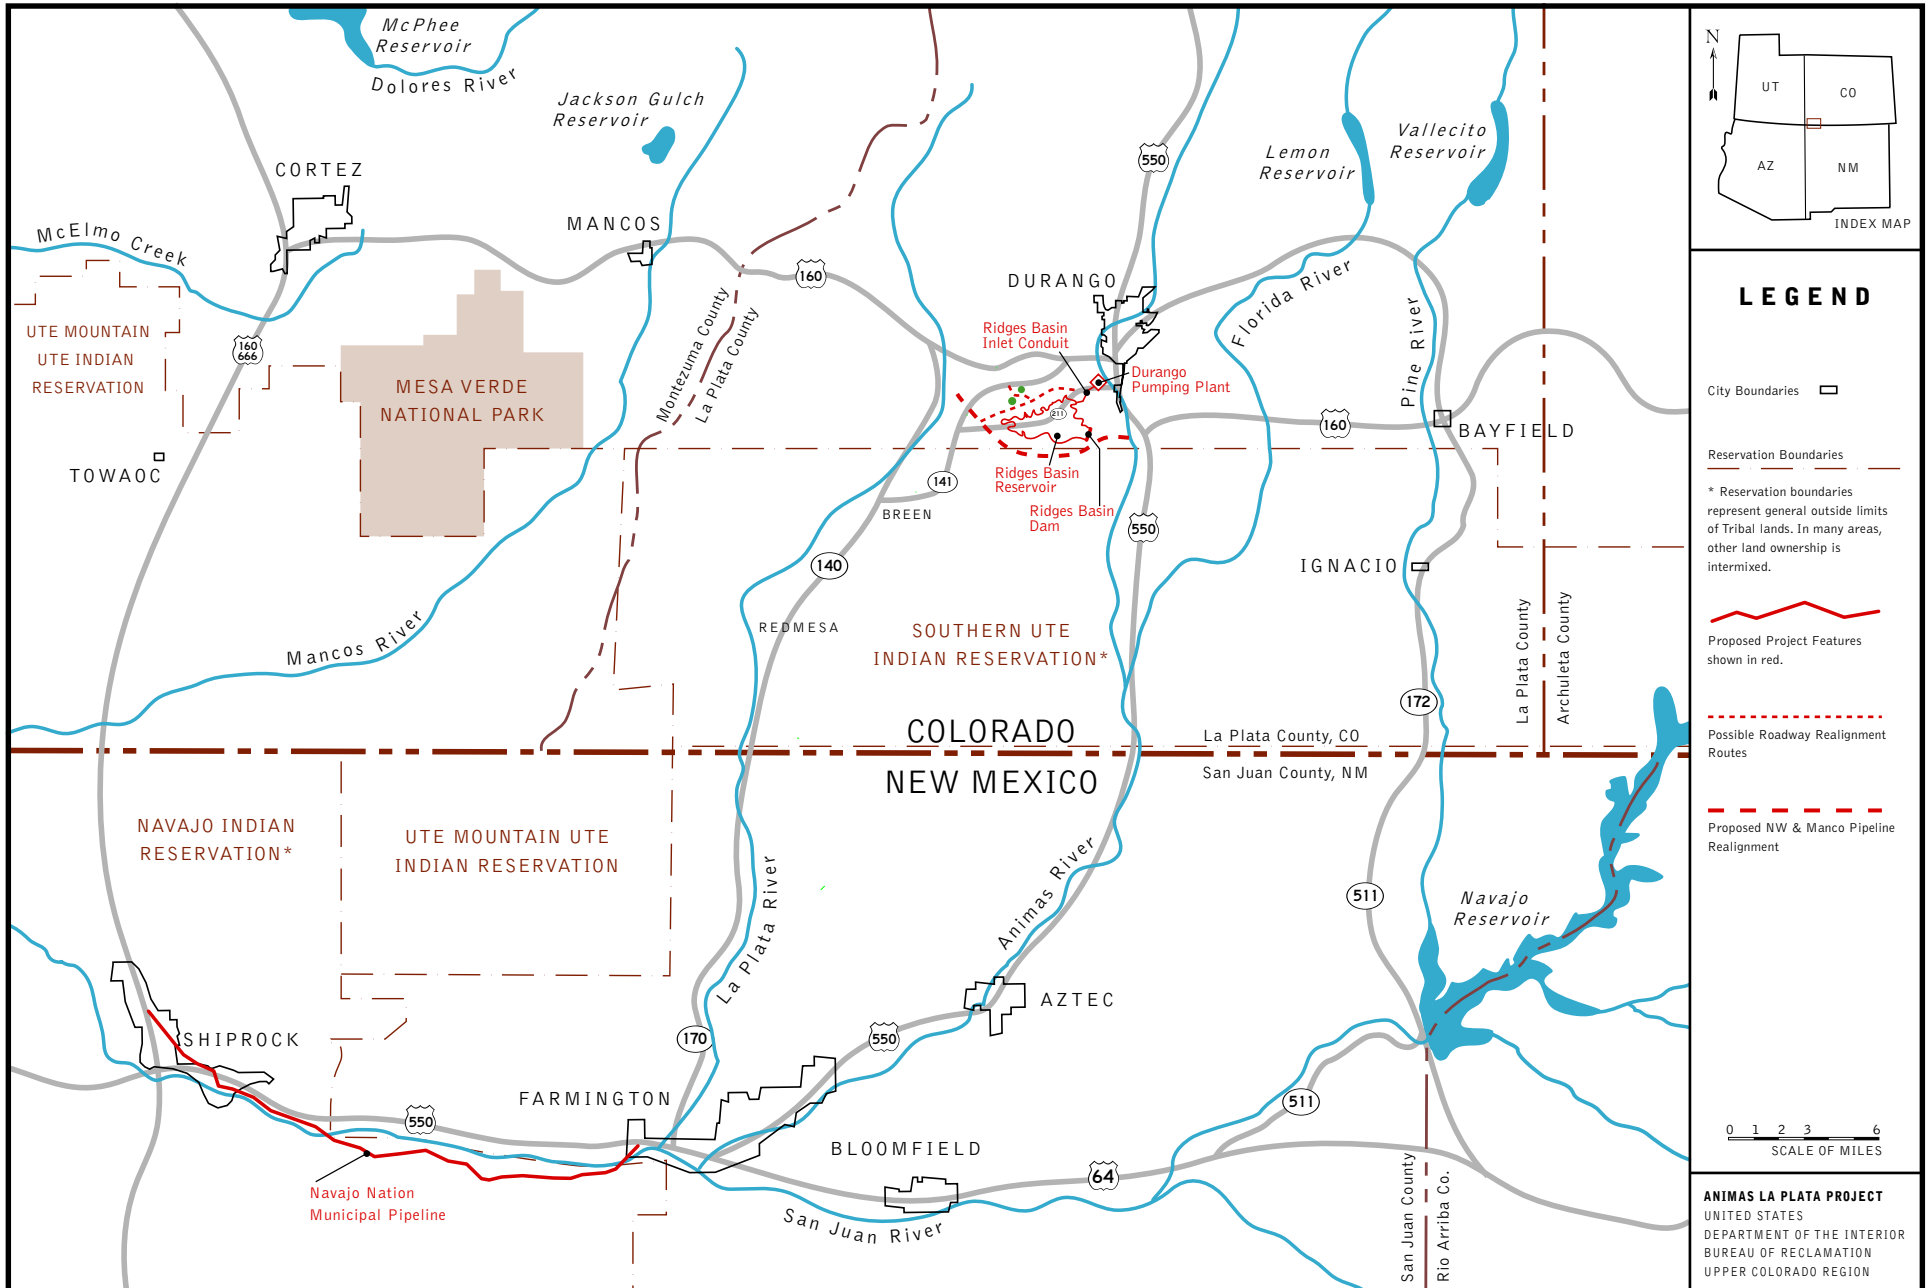 McPhee
Reservoir
Dolores River
Jackson Gulch
Reservoir
CORTEZ
McElmo Creek
MANCOS
160
550
Lemon
Reservoir
Vallecito
Reservoir
DURANGO
Florida River
Pine River
UTE MOUNTAIN
UTE INDIAN
RESERVATION
160
666
MESA VERDE
NATIONAL PARK
Montezuma County
La Plata County
Ridges Basin
Inlet Conduit
Durango
Pumping Plant
211
160
BAYFIELD
TOWAOC
Ridges Basin
Reservoir
141
BREEN
Ridges Basin
Dam
550
140
IGNACIO
REDMESA
Mancos River
SOUTHERN UTE
INDIAN RESERVATION*
La Plata County
Archuleta County
172
COLORADO
NEW MEXICO
La Plata County, CO
San Juan County, NM
NAVAJO INDIAN
RESERVATION*
UTE MOUNTAIN UTE
INDIAN RESERVATION
La Plata River
Animas River
511
Navajo
Reservoir
AZTEC
SHIPROCK
170
550
FARMINGTON
550
511
BLOOMFIELD
64
Navajo Nation
Municipal Pipeline
San Juan River
San Juan County
Rio Arriba Co.
N
UT
CO
AZ
NM
INDEX MAP
LEGEND
City Boundaries
Reservation Boundaries
* Reservation boundaries
represent general outside limits
of Tribal lands. In many areas,
other land ownership is
intermixed.
Proposed Project Features
shown in red.
Possible Roadway Realignment
Routes
Proposed NW & Manco Pipeline
Realignment
0 1 2 3 6
SCALE OF MILES
ANIMAS LA PLATA PROJECT
UNITED STATES
DEPARTMENT OF THE INTERIOR
BUREAU OF RECLAMATION
UPPER COLORADO REGION